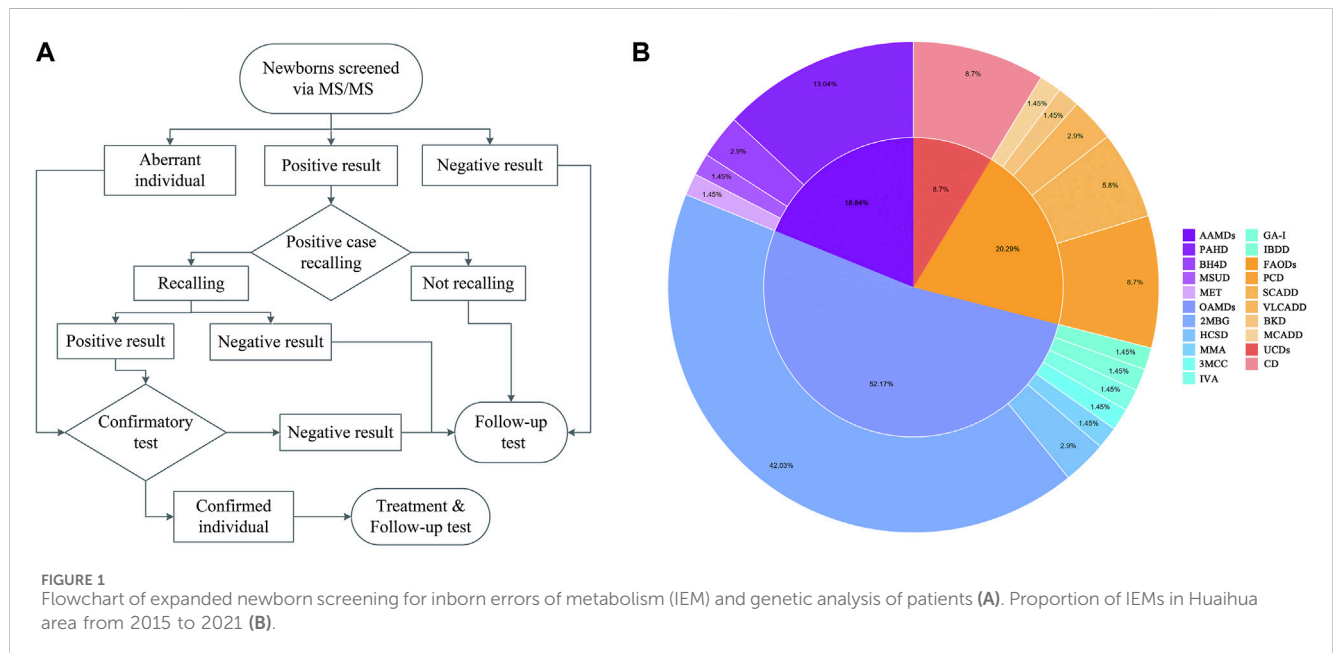 A
Newborns screened
via MS/MS
Aberrant
individual
Positive result
Negative result
Positive case
recalling
Recalling
Not recalling
Positive result
Negative result
Confirmatory
test
Negative result
Follow-up
test
Confirmed
individual
Treatment &
Follow-up test
B
13.04%
8.7%
1.45%
1.45%
2.9%
2.9%
1.45%
5.8%
1.45%
18.84%
8.7%
20.29%
8.7%
52.17%
1.45%
1.45%
1.45%
1.45%
1.45%
2.9%
42.03%
AAMDs
PAHD
BH4D
MSUD
MET
OAMDs
2MBG
HCSD
MMA
3MCC
IVA
GA-I
IBDD
FAODs
PCD
SCADD
VLCADD
BKD
MCADD
UCDs
CD
FIGURE 1
Flowchart of expanded newborn screening for inborn errors of metabolism (IEM) and genetic analysis of patients (A). Proportion of IEMs in Huaihua
area from 2015 to 2021 (B).